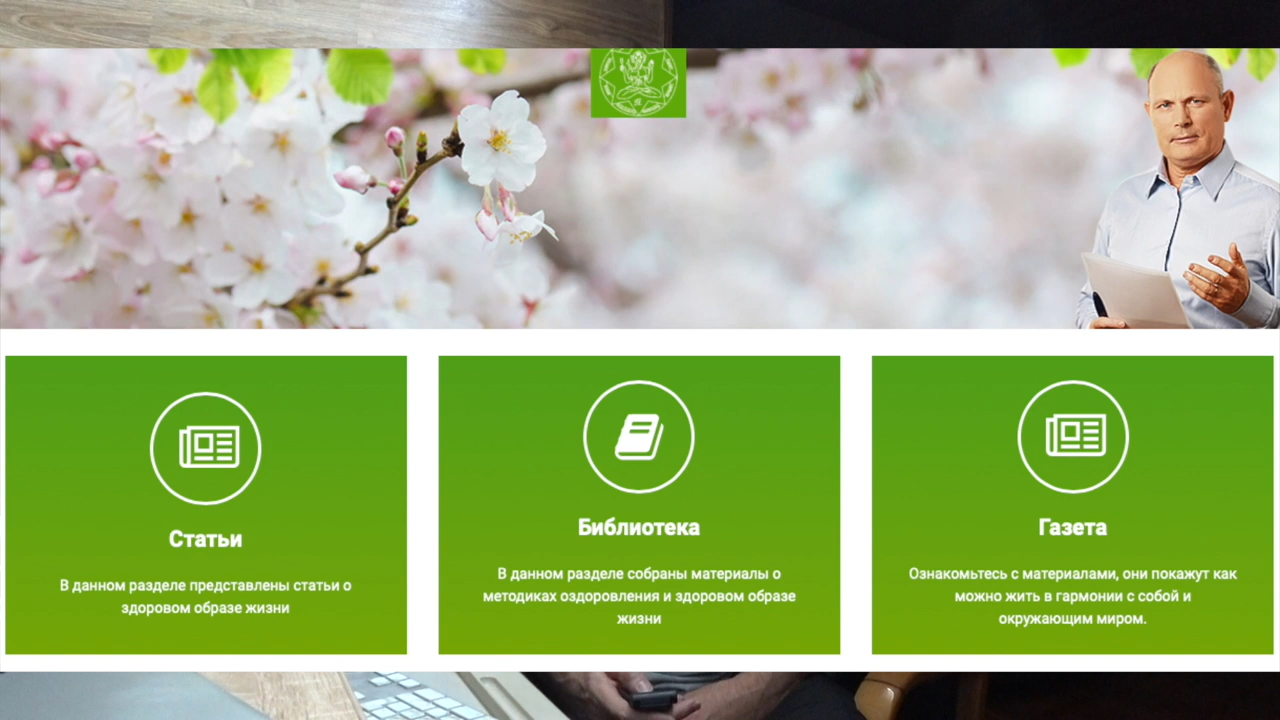 Статьи
В данном разделе представлены статьи о
здоровом образе жизни
Библиотека
В данном разделе собраны материалы о
методиках оздоровления и здоровом образе
жизни
Газета
Ознакомьтесь с материалами, они покажут как
можно жить в гармонии с собой и
окружающим миром.